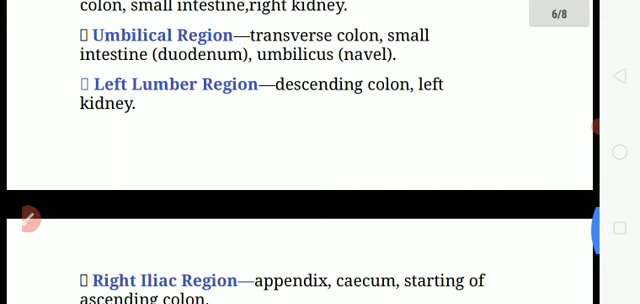 colon, small intestine,right kidney.
6/8
▯ Umbilical Region—transverse colon, small
intestine (duodenum), umbilicus (navel).
▯ Left Lumber Region—descending colon, left
kidney.
▯ Right Iliac Region—appendix, caecum, starting of
ascending colon.